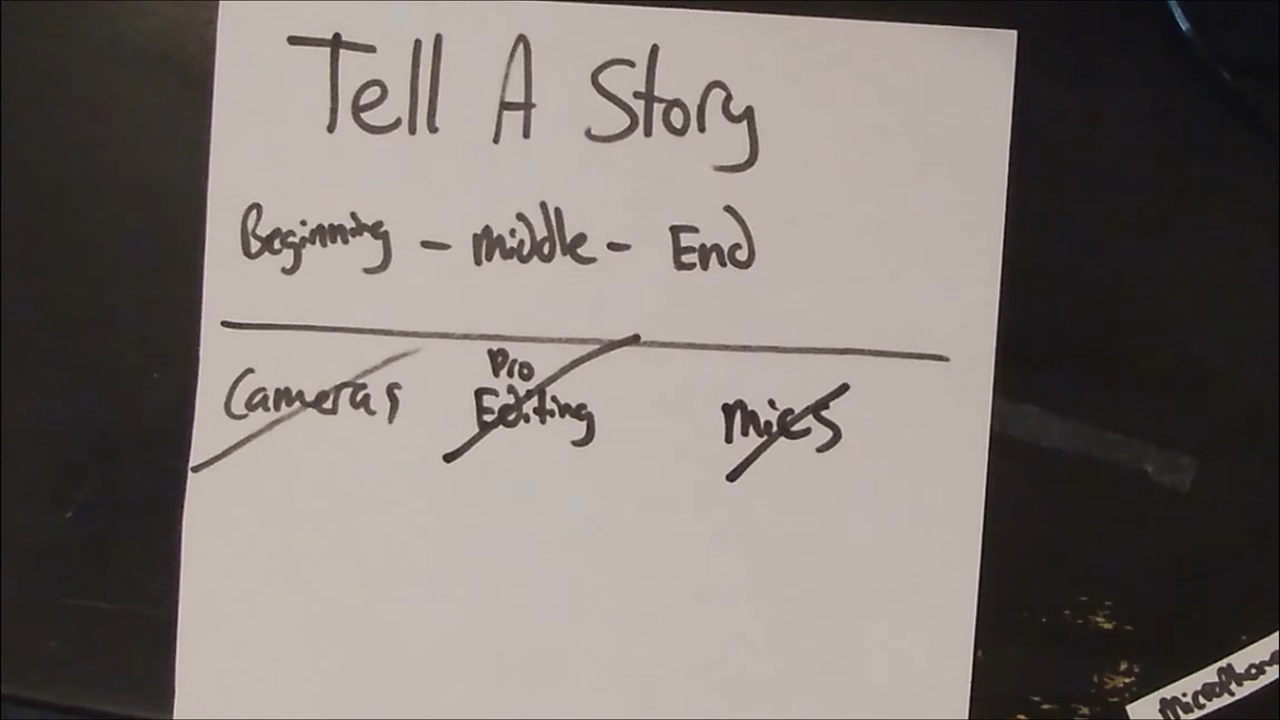 Tell A Story
Beginning - middle - End
Cameras Pro Editing mics